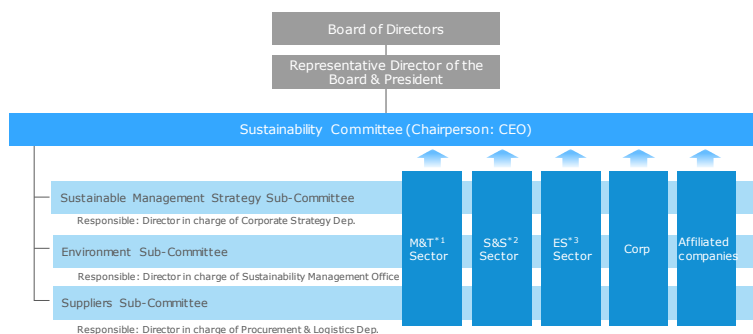 Board of Directors
Representative Director of the
Board & President
Sustainability Committee (Chairperson: CEO)
Sustainable Management Strategy Sub-Committee
Responsible: Director in charge of Corporate Strategy Dep.
Environment Sub-Committee
Responsible: Director in charge of Sustainability Management Office
Suppliers Sub-Committee
Responsible: Director in charge of Procurement & Logistics Dep.
M&T*1
Sector
S&S*2
Sector
ES*3
Sector
Corp
Affiliated
companies